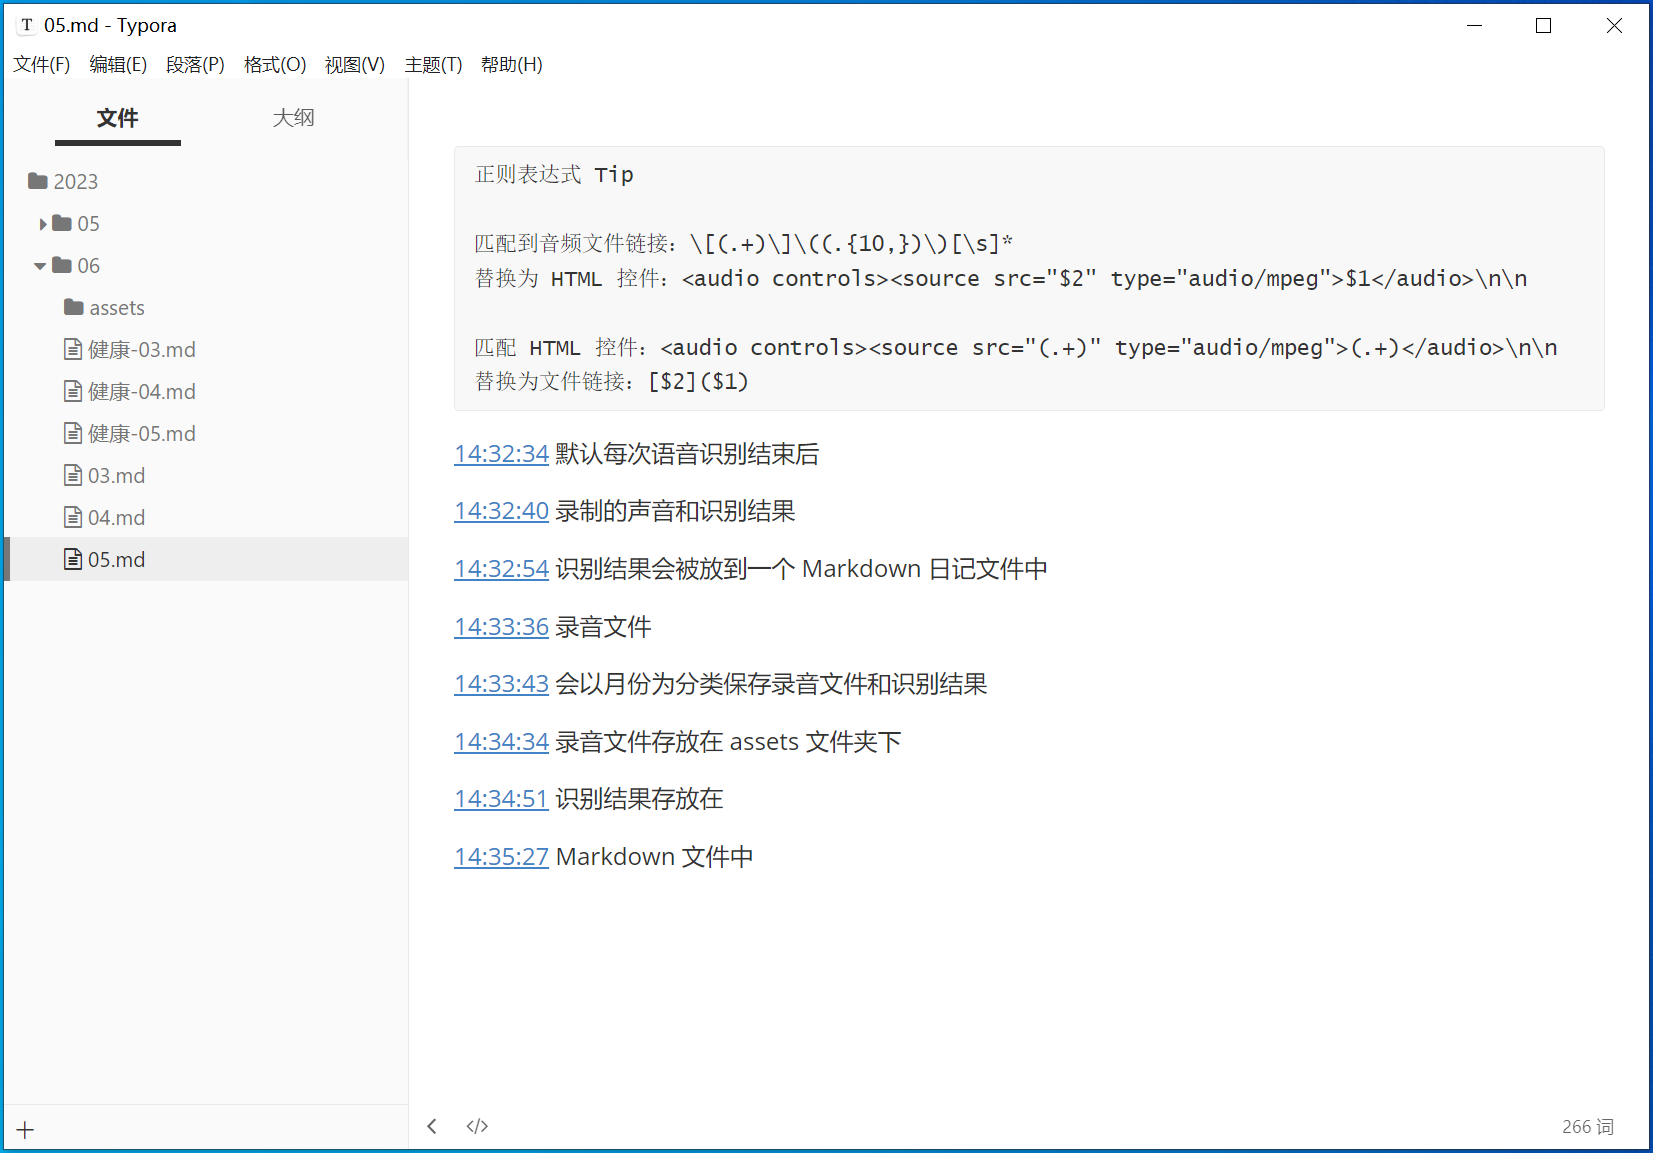 05.md - Typora
文件(F) 编辑(E) 段落(P) 格式(O) 视图(V) 主题(T) 帮助(H)
文件 大纲
2023
05
06
assets
健康-03.md
健康-04.md
健康-05.md
03.md
04.md
05.md
正则表达式 Tip
匹配到音频文件链接：\[(.+)\]\((.{10,})\)[\s]*
替换为 HTML 控件：<audio controls><source src="$2" type="audio/mpeg">$1</audio>\n\n
匹配 HTML 控件：<audio controls><source src="(.+)" type="audio/mpeg">(.+)</audio>\n\n
替换为文件链接：[$2]($1)
14:32:34 默认每次语音识别结束后
14:32:40 录制的声音和识别结果
14:32:54 识别结果会被放到一个 Markdown 日记文件中
14:33:36 录音文件
14:33:43 会以月份为分类保存录音文件和识别结果
14:34:34 录音文件存放在 assets 文件夹下
14:34:51 识别结果存放在
14:35:27 Markdown 文件中
266 词